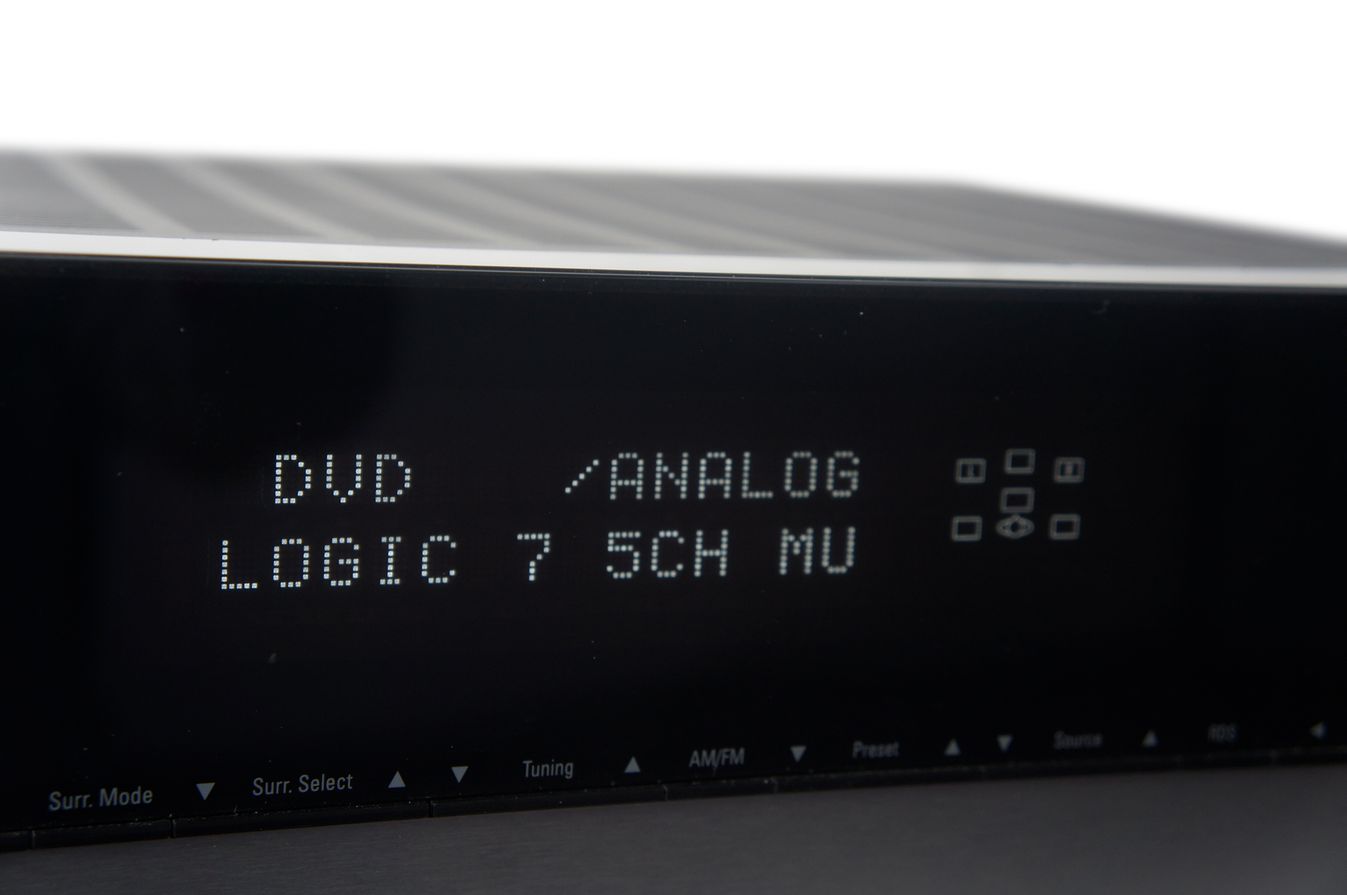 DVD /ANALOG
LOGIC 7 5CH MU
Surr. Mode ▼ Surr. Select ▲ ▼ Tuning ▲ AM/FM ▼ Preset ▲ ▼ Source ▲ RDS ◀